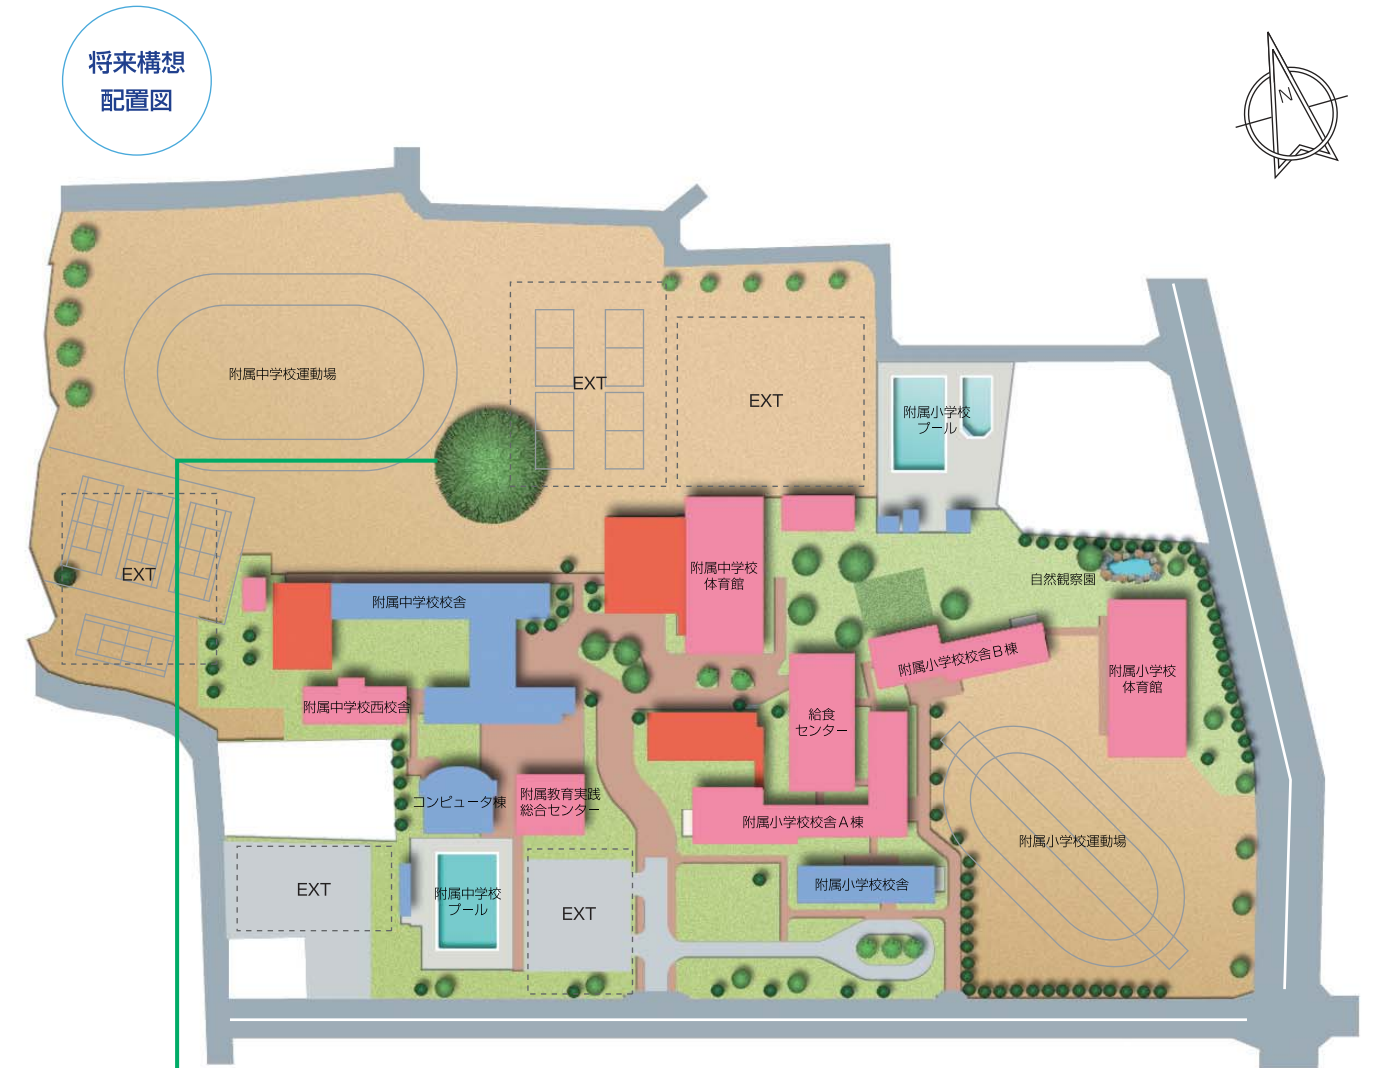 将来構想
配置図
N
附属中学校運動場
EXT
EXT
附属小学校
プール
EXT
附属中学校
体育館
自然観察園
附属中学校校舎
附属小学校校舎B棟
附属小学校
体育館
附属中学校西校舎
給食
センター
コンピュータ棟
附属教育実践
総合センター
附属小学校校舎A棟
附属小学校運動場
EXT
附属中学校
プール
EXT
附属小学校校舎